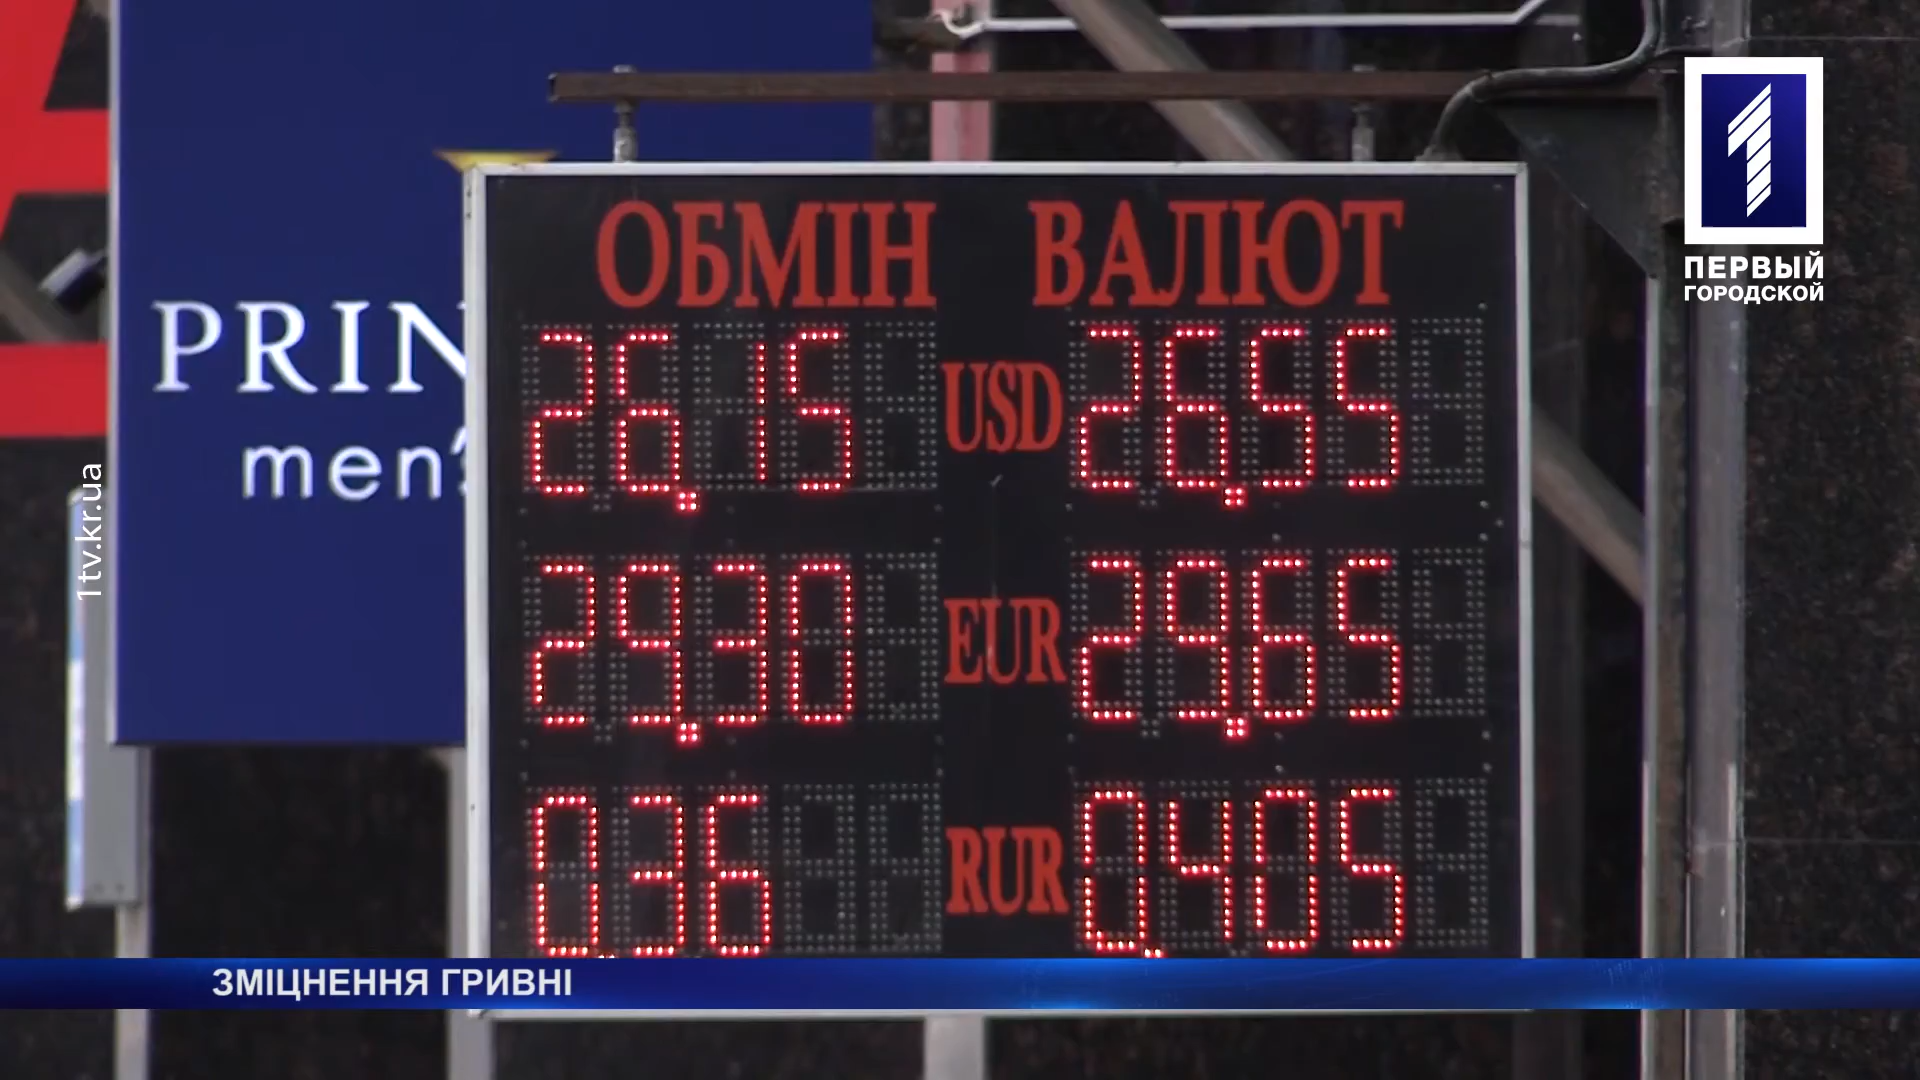 ОБМІН ВАЛЮТ
26,15 USD 26,55
29,30 EUR 29,65
0,36 RUR 0,405
PRIN
men?
1tv.kr.ua
1
ПЕРВЫЙ
ГОРОДСКОЙ
ЗМІЦНЕННЯ ГРИВНІ